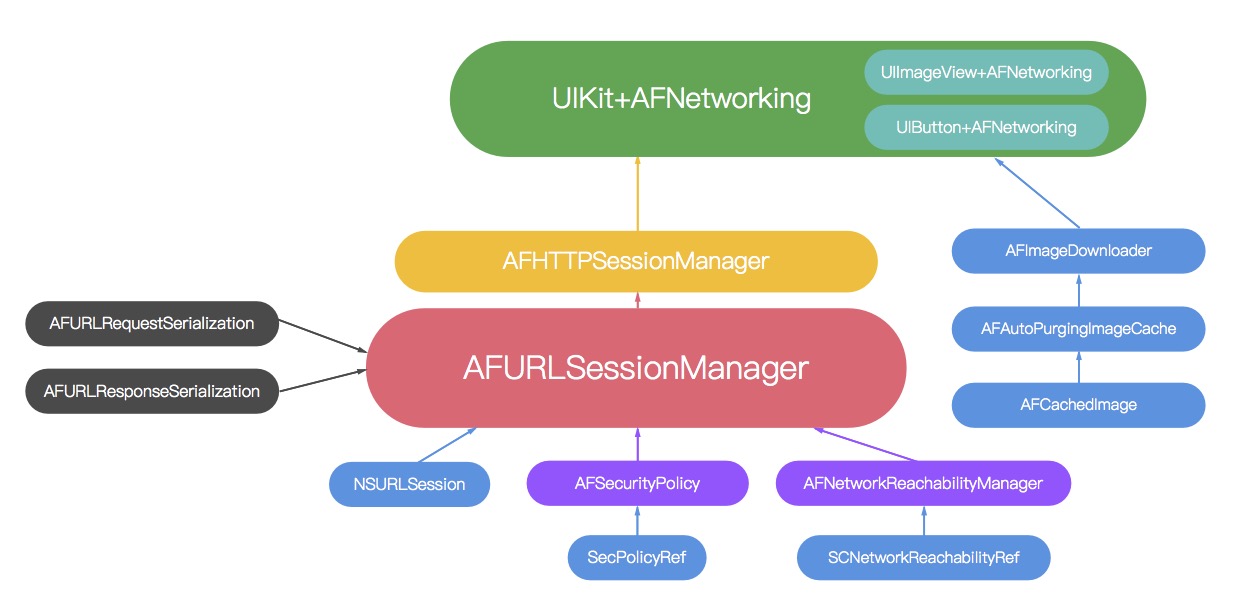 UIKit+AFNetworking
UIImageView+AFNetworking
UIButton+AFNetworking
AFHTTPSessionManager
AFImageDownloader
AFURLRequestSerialization
AFAutoPurgingImageCache
AFURLSessionManager
AFURLResponseSerialization
AFCachedImage
NSURLSession
AFSecurityPolicy
AFNetworkReachabilityManager
SecPolicyRef
SCNetworkReachabilityRef